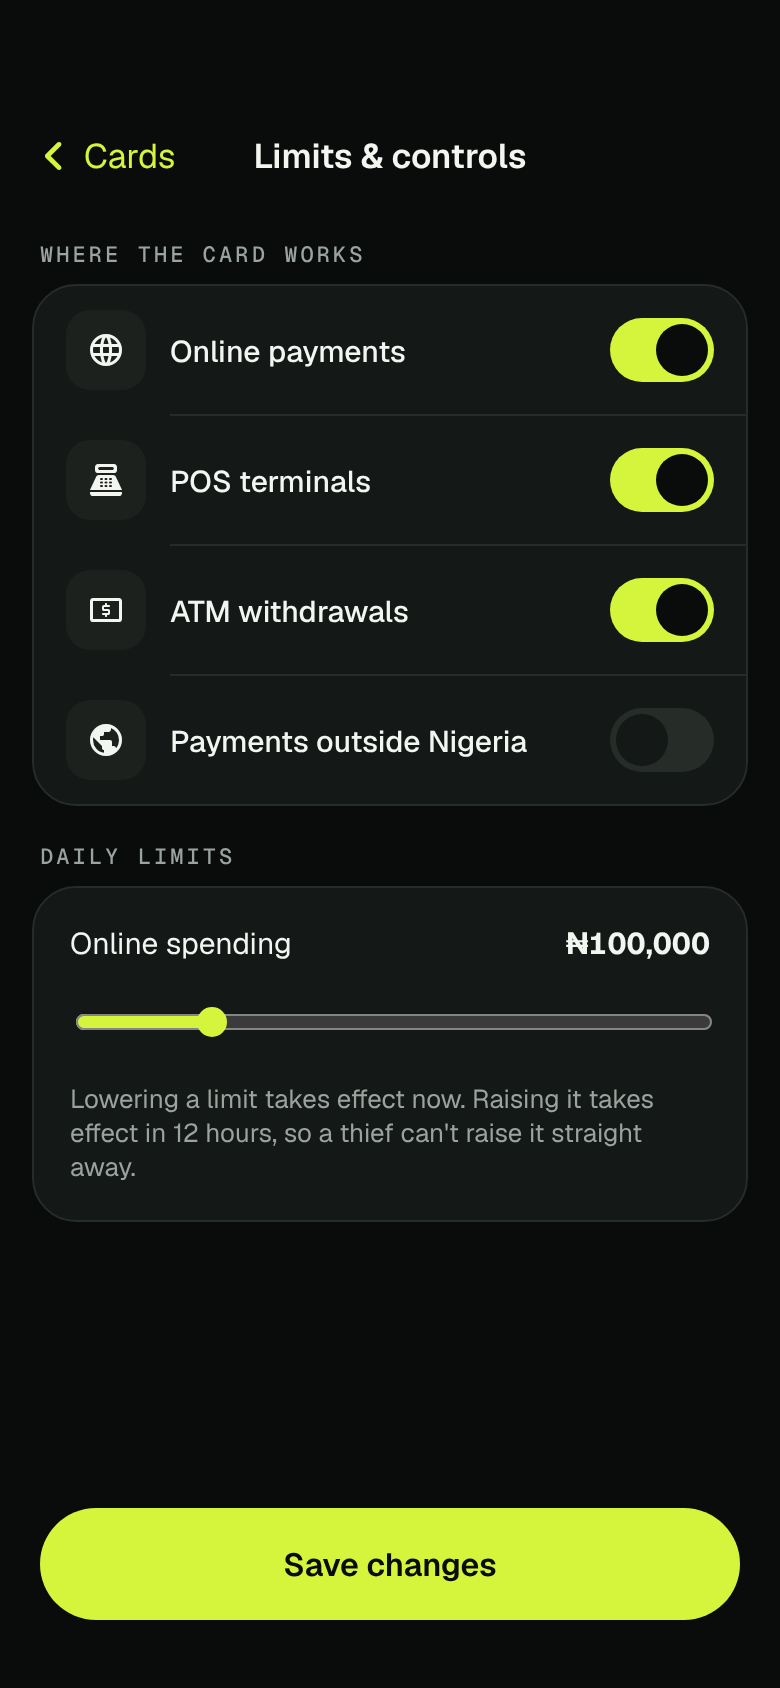 Cards
Limits & controls
WHERE THE CARD WORKS
Online payments
POS terminals
ATM withdrawals
Payments outside Nigeria
DAILY LIMITS
Online spending
₦100,000
Lowering a limit takes effect now. Raising it takes
effect in 12 hours, so a thief can't raise it straight
away.
Save changes